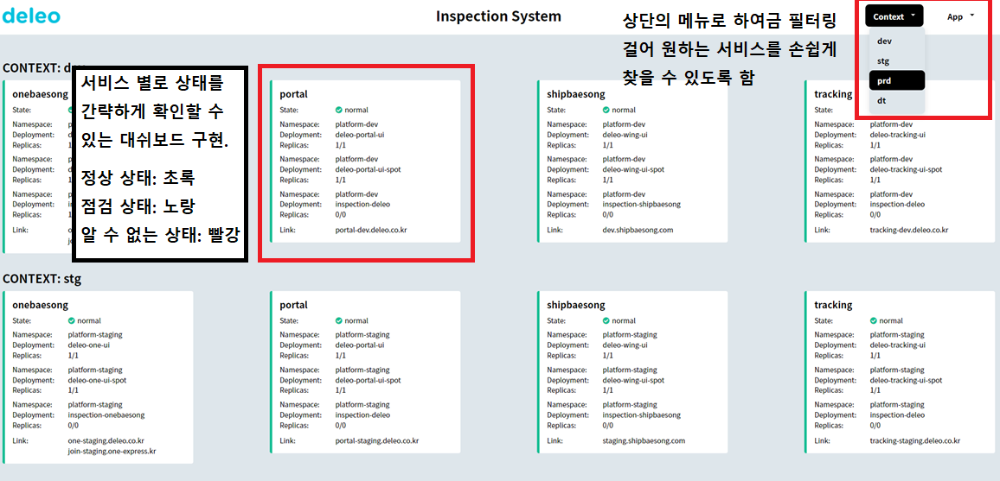 deleo
Inspection System
Context
App
dev
stg
prd
dt
상단의 메뉴로 하여금 필터링
걸어 원하는 서비스를 손쉽게
찾을 수 있도록 함
CONTEXT:
서비스 별로 상태를
간략하게 확인할 수
있는 대쉬보드 구현.
정상 상태: 초록
점검 상태: 노랑
알 수 없는 상태: 빨강
onebaesong
State:
Namespace:
Deployment:
Replicas:
Namespace:
Deployment:
Replicas:
Namespace:
Deployment:
Replicas:
Link:
portal
State: normal
Namespace: platform-dev
Deployment: deleo-portal-ui
Replicas: 1/1
Namespace: platform-dev
Deployment: deleo-portal-ui-spot
Replicas: 1/1
Namespace: platform-dev
Deployment: inspection-deleo
Replicas: 0/0
Link: portal-dev.deleo.co.kr
shipbaesong
State: normal
Namespace: platform-dev
Deployment: deleo-wing-ui
Replicas: 1/1
Namespace: platform-dev
Deployment: deleo-wing-ui-spot
Replicas: 1/1
Namespace: platform-dev
Deployment: inspection-shipbaesong
Replicas: 0/0
Link: dev.shipbaesong.com
tracking
State:
Namespace: platform-dev
Deployment: deleo-tracking-ui
Replicas: 1/1
Namespace: platform-dev
Deployment: deleo-tracking-ui-spot
Replicas: 1/1
Namespace: platform-dev
Deployment: inspection-deleo
Replicas: 0/0
Link: tracking-dev.deleo.co.kr
CONTEXT: stg
onebaesong
State: normal
Namespace: platform-staging
Deployment: deleo-one-ui
Replicas: 1/1
Namespace: platform-staging
Deployment: deleo-one-ui-spot
Replicas: 1/1
Namespace: platform-staging
Deployment: inspection-onebaesong
Replicas: 0/0
Link: one-staging.deleo.co.kr
join-staging.one-express.kr
portal
State: normal
Namespace: platform-staging
Deployment: deleo-portal-ui
Replicas: 1/1
Namespace: platform-staging
Deployment: deleo-portal-ui-spot
Replicas: 1/1
Namespace: platform-staging
Deployment: inspection-deleo
Replicas: 0/0
Link: portal-staging.deleo.co.kr
shipbaesong
State: normal
Namespace: platform-staging
Deployment: deleo-wing-ui
Replicas: 1/1
Namespace: platform-staging
Deployment: deleo-wing-ui-spot
Replicas: 1/1
Namespace: platform-staging
Deployment: inspection-shipbaesong
Replicas: 0/0
Link: staging.shipbaesong.com
tracking
State: normal
Namespace: platform-staging
Deployment: deleo-tracking-ui
Replicas: 1/1
Namespace: platform-staging
Deployment: deleo-tracking-ui-spot
Replicas: 1/1
Namespace: platform-staging
Deployment: inspection-deleo
Replicas: 0/0
Link: tracking-staging.deleo.co.kr